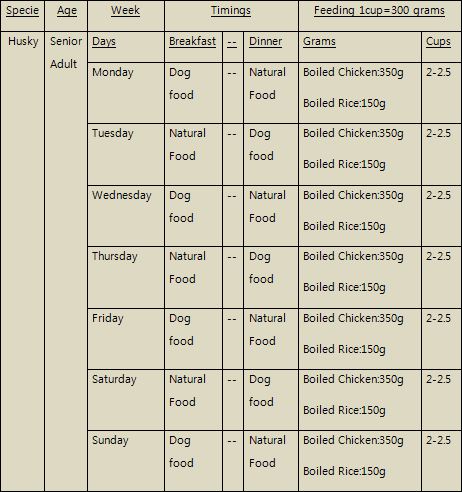 Specie Age Week Timings Feeding 1cup=300 grams
Husky Senior Days Breakfast -- Dinner Grams Cups
Adult
Monday Dog -- Natural Boiled Chicken:350g 2-2.5
food Food Boiled Rice:150g
Tuesday Natural -- Dog Boiled Chicken:350g 2-2.5
Food food Boiled Rice:150g
Wednesday Dog -- Natural Boiled Chicken:350g 2-2.5
food Food Boiled Rice:150g
Thursday Natural -- Dog Boiled Chicken:350g 2-2.5
Food food Boiled Rice:150g
Friday Dog -- Natural Boiled Chicken:350g 2-2.5
food Food Boiled Rice:150g
Saturday Natural -- Dog Boiled Chicken:350g 2-2.5
Food food Boiled Rice:150g
Sunday Dog -- Natural Boiled Chicken:350g 2-2.5
food Food Boiled Rice:150g